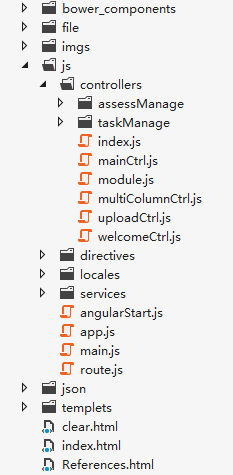 bower_components
file
imgs
js
controllers
assessManage
taskManage
index.js
mainCtrl.js
module.js
multiColumnCtrl.js
uploadCtrl.js
welcomeCtrl.js
directives
locales
services
angularStart.js
app.js
main.js
route.js
json
templets
clear.html
index.html
References.html